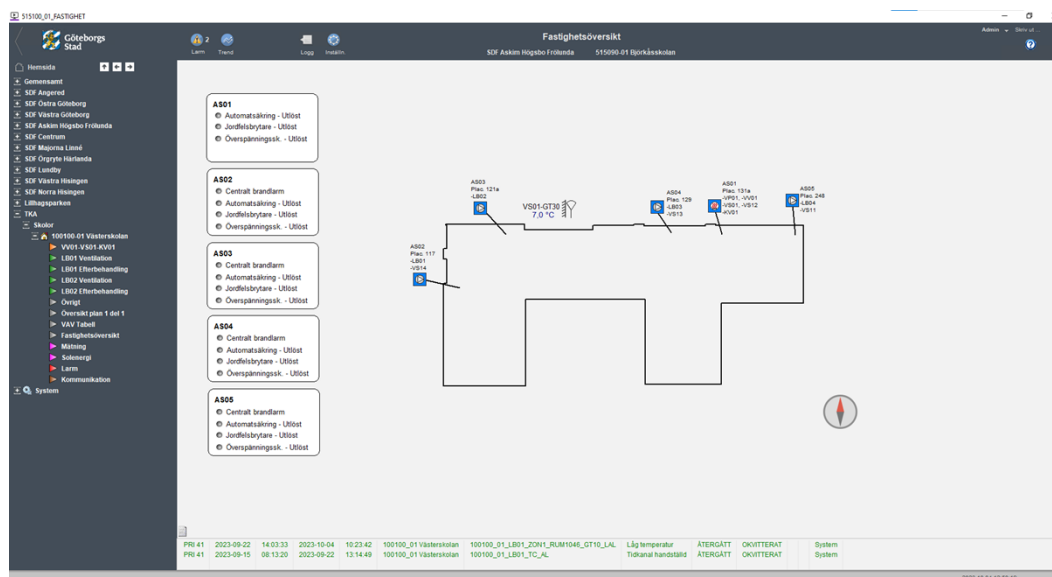 515100_01_FASTIGHET
Göteborgs
Stad
2
Larm Trend Logg Inställn.
Fastighetsöversikt
SDF Askim Högsbo Frölunda 515090-01 Björkåsskolan
Admin Skriv ut ...
Hemsida
Gemensamt
SDF Angered
SDF Östra Göteborg
SDF Västra Göteborg
SDF Askim Högsbo Frölunda
SDF Centrum
SDF Majorna Linné
SDF Örgryte Härlanda
SDF Lundby
SDF Västra Hisingen
SDF Norra Hisingen
Lillhagsparken
TKA
Skolor
100100-01 Västerskolan
VV01-VS01-KV01
LB01 Ventilation
LB01 Efterbehandling
LB02 Ventilation
LB02 Efterbehandling
Övrigt
Översikt plan 1 del 1
VAV Tabell
Fastighetsöversikt
Mätning
Solenergi
Larm
Kommunikation
System
AS01
Automatsäkring - Utlöst
Jordfelsbrytare - Utlöst
Överspänningssk. - Utlöst
AS02
Centralt brandlarm
Automatsäkring - Utlöst
Jordfelsbrytare - Utlöst
Överspänningssk. - Utlöst
AS03
Centralt brandlarm
Automatsäkring - Utlöst
Jordfelsbrytare - Utlöst
Överspänningssk. - Utlöst
AS04
Centralt brandlarm
Automatsäkring - Utlöst
Jordfelsbrytare - Utlöst
Överspänningssk. - Utlöst
AS05
Centralt brandlarm
Automatsäkring - Utlöst
Jordfelsbrytare - Utlöst
Överspänningssk. - Utlöst
AS03
Plac. 121a
-LB02
VS01-GT30
7,0 °C
AS04
Plac. 129
-LB03
-VS13
AS01
Plac. 131a
-VP01, -VV01
-VS01, -VS12
-KV01
AS05
Plac. 248
-LB04
-VS11
AS02
Plac. 117
-LB01
-VS14
PRI 41 2023-09-22 14:03:33 2023-10-04 10:23:42 100100_01 Västerskolan 100100_01_LB01_ZON1_RUM1046_GT10_LAL Låg temperatur ÅTERGÅTT OKVITTERAT System
PRI 41 2023-09-15 08:13:20 2023-09-22 13:14:49 100100_01 Västerskolan 100100_01_LB01_TC_AL Tidkanal handställd ÅTERGÅTT OKVITTERAT System